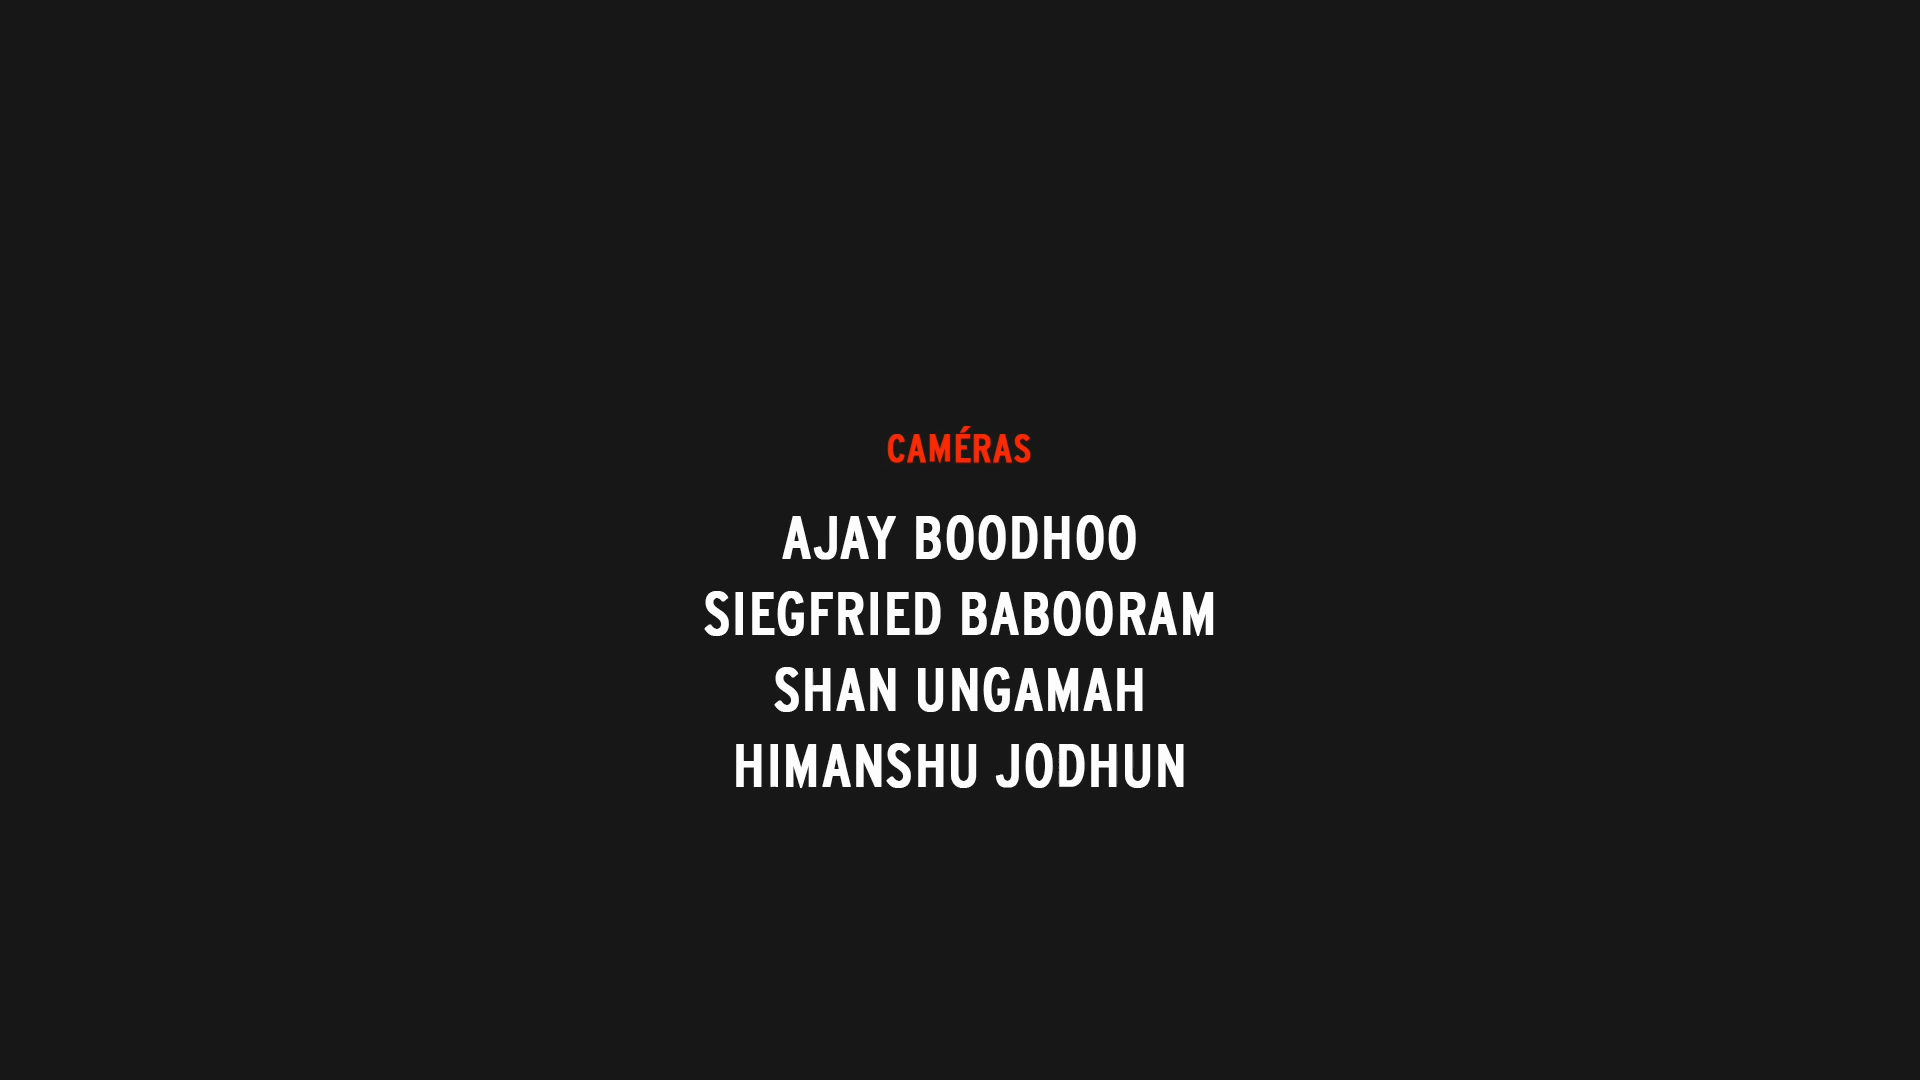 CAMÉRAS
AJAY BOODHOO
SIEGFRIED BABOORAM
SHAN UNGAMAH
HIMANSHU JODHUN